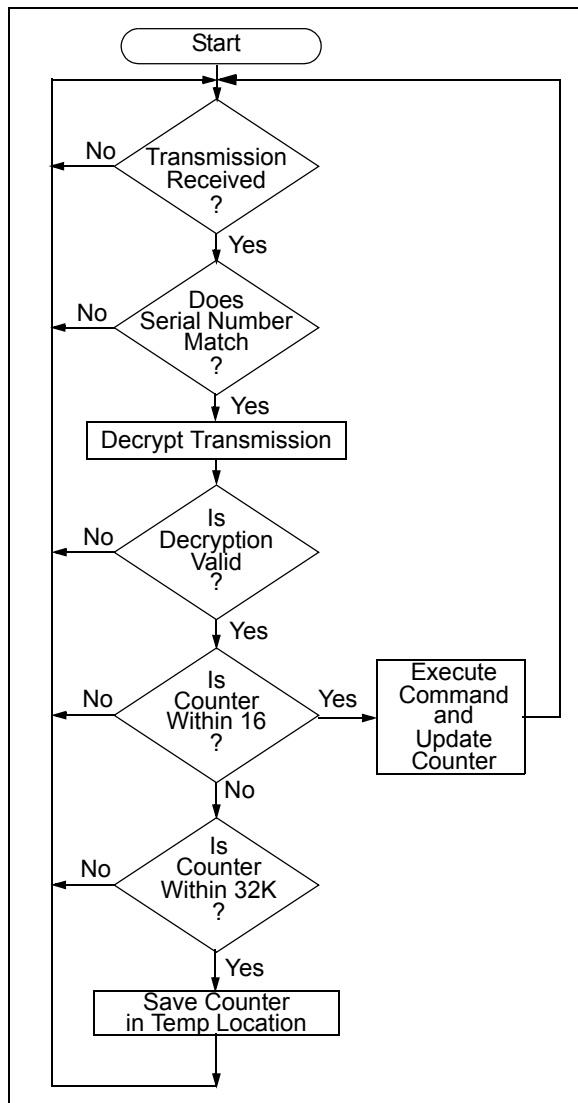 Start
No
Transmission
Received
?
Yes
No
Does
Serial Number
Match
?
Yes
Decrypt Transmission
No
Is
Decryption
Valid
?
Yes
No
Is
Counter
Within 16
?
Yes
Execute
Command
and
Update
Counter
No
No
Is
Counter
Within 32K
?
Yes
Save Counter
in Temp Location